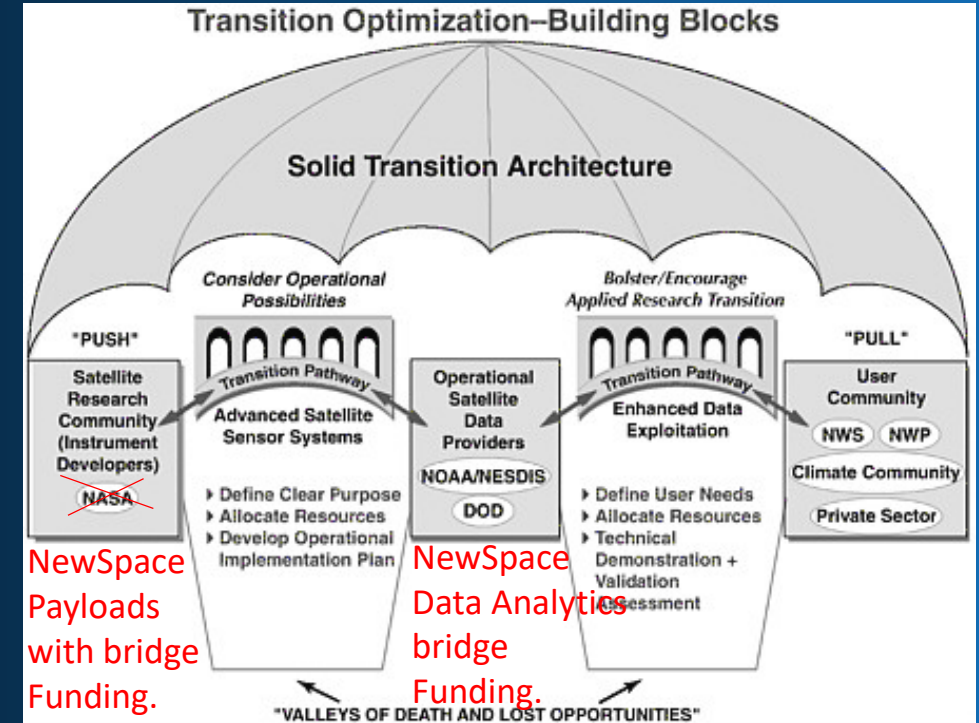 Transition Optimization--Building Blocks
Solid Transition Architecture
Consider Operational
Possibilities
Bolster/Encourage
Applied Research Transition
"PUSH"
"PULL"
Satellite
Research
Community
(Instrument
Developers)
NASA
NewSpace
Payloads
with bridge
Funding.
Transition Pathway
Advanced Satellite
Sensor Systems
Define Clear Purpose
Allocate Resources
Develop Operational
Implementation Plan
Operational
Satellite
Data
Providers
NOAA/NESDIS
DOD
NewSpace
Data Analytics
bridge
Funding.
Transition Pathway
Enhanced Data
Exploitation
Define User Needs
Allocate Resources
Technical
Demonstration +
Validation
Assessment
User
Community
NWS NWP
Climate Community
Private Sector
"VALLEYS OF DEATH AND LOST OPPORTUNITIES"